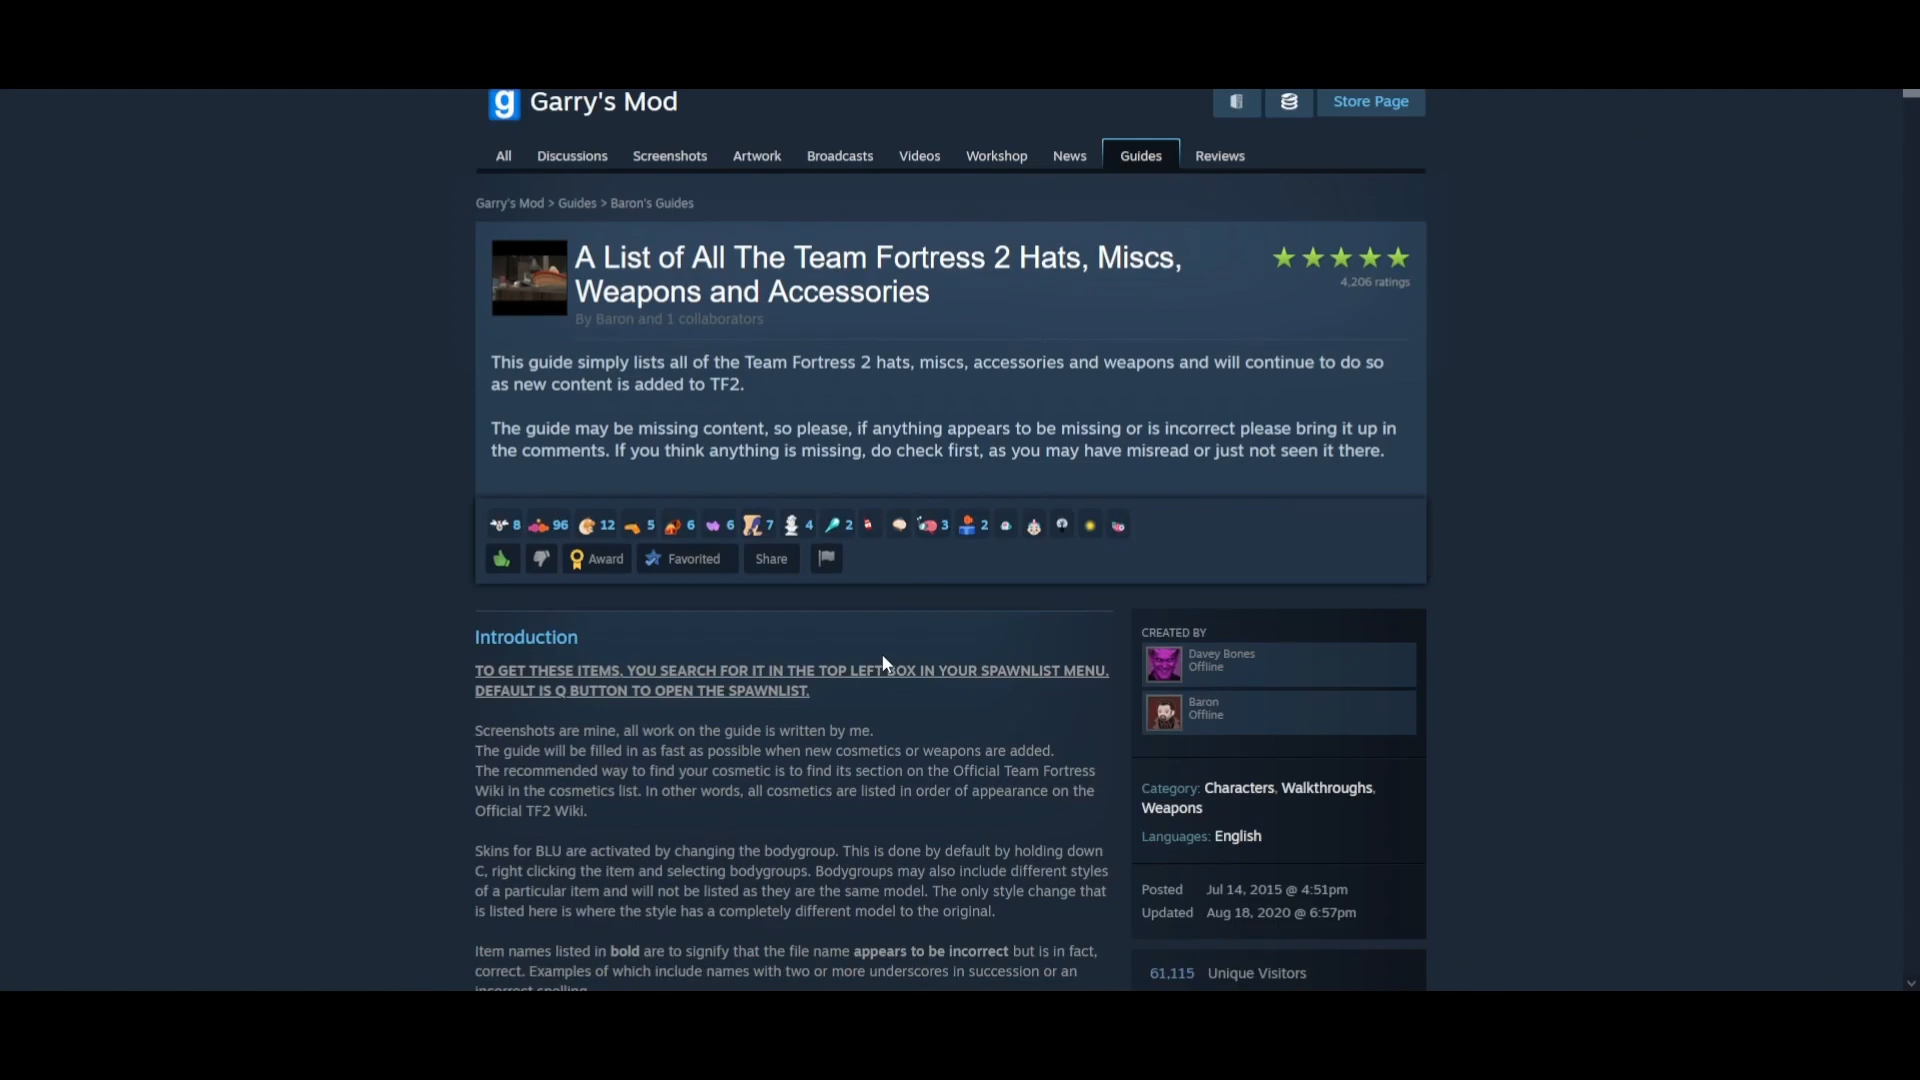 g Garry's Mod
Store Page
All Discussions Screenshots Artwork Broadcasts Videos Workshop News Guides Reviews
Garry's Mod > Guides > Baron's Guides
A List of All The Team Fortress 2 Hats, Miscs,
Weapons and Accessories
By Baron and 1 collaborators
4,206 ratings
This guide simply lists all of the Team Fortress 2 hats, miscs, accessories and weapons and will continue to do so
as new content is added to TF2.
The guide may be missing content, so please, if anything appears to be missing or is incorrect please bring it up in
the comments. If you think anything is missing, do check first, as you may have misread or just not seen it there.
8 96 12 5 6 6 7 4 2 3 2
Award Favorited Share
Introduction
TO GET THESE ITEMS, YOU SEARCH FOR IT IN THE TOP LEFT BOX IN YOUR SPAWNLIST MENU.
DEFAULT IS Q BUTTON TO OPEN THE SPAWNLIST.
Screenshots are mine, all work on the guide is written by me.
The guide will be filled in as fast as possible when new cosmetics or weapons are added.
The recommended way to find your cosmetic is to find its section on the Official Team Fortress
Wiki in the cosmetics list. In other words, all cosmetics are listed in order of appearance on the
Official TF2 Wiki.
Skins for BLU are activated by changing the bodygroup. This is done by default by holding down
C, right clicking the item and selecting bodygroups. Bodygroups may also include different styles
of a particular item and will not be listed as they are the same model. The only style change that
is listed here is where the style has a completely different model to the original.
Item names listed in bold are to signify that the file name appears to be incorrect but is in fact,
correct. Examples of which include names with two or more underscores in succession or an
incorrect spelling.
CREATED BY
Davey Bones
Offline
Baron
Offline
Category: Characters, Walkthroughs,
Weapons
Languages: English
Posted Jul 14, 2015 @ 4:51pm
Updated Aug 18, 2020 @ 6:57pm
61,115 Unique Visitors